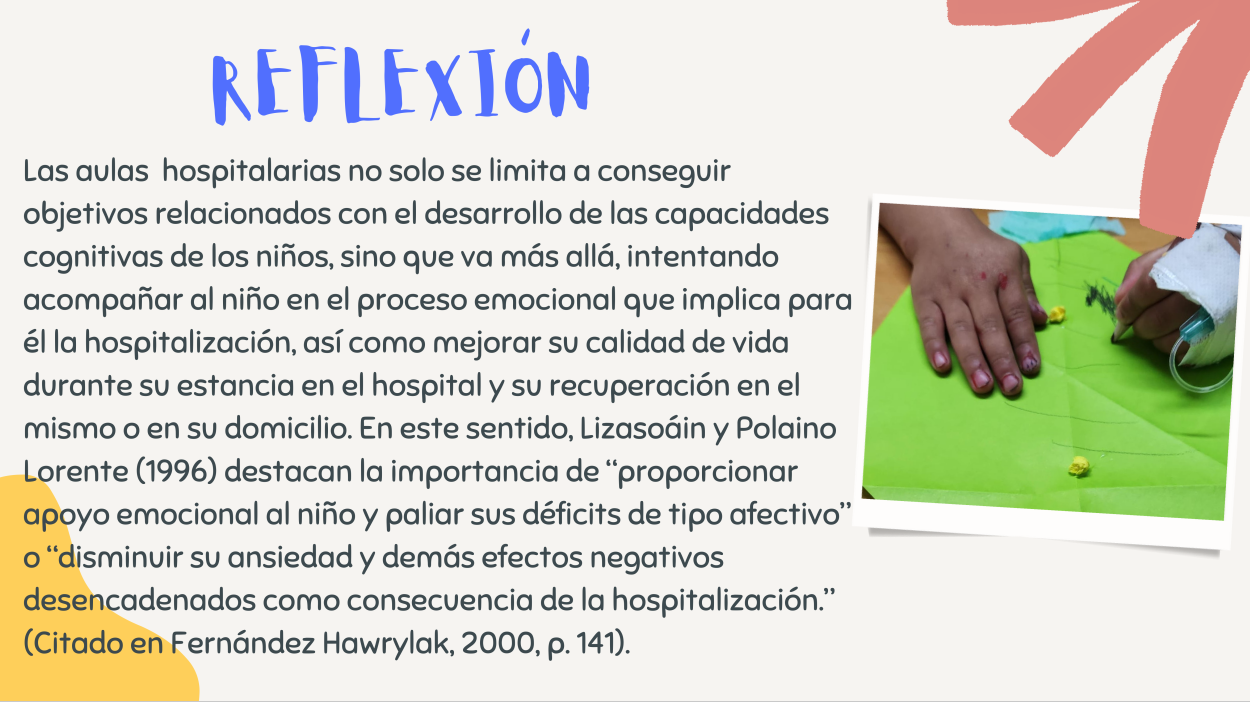 REFLEXIÓN
Las aulas  hospitalarias no solo se limita a conseguir
objetivos relacionados con el desarrollo de las capacidades
cognitivas de los niños, sino que va más allá, intentando
acompañar al niño en el proceso emocional que implica para
él la hospitalización, así como mejorar su calidad de vida
durante su estancia en el hospital y su recuperación en el
mismo o en su domicilio. En este sentido, Lizasoáin y Polaino
Lorente (1996) destacan la importancia de “proporcionar
apoyo emocional al niño y paliar sus déficits de tipo afectivo”
o “disminuir su ansiedad y demás efectos negativos
desencadenados como consecuencia de la hospitalización.”
(Citado en Fernández Hawrylak, 2000, p. 141).